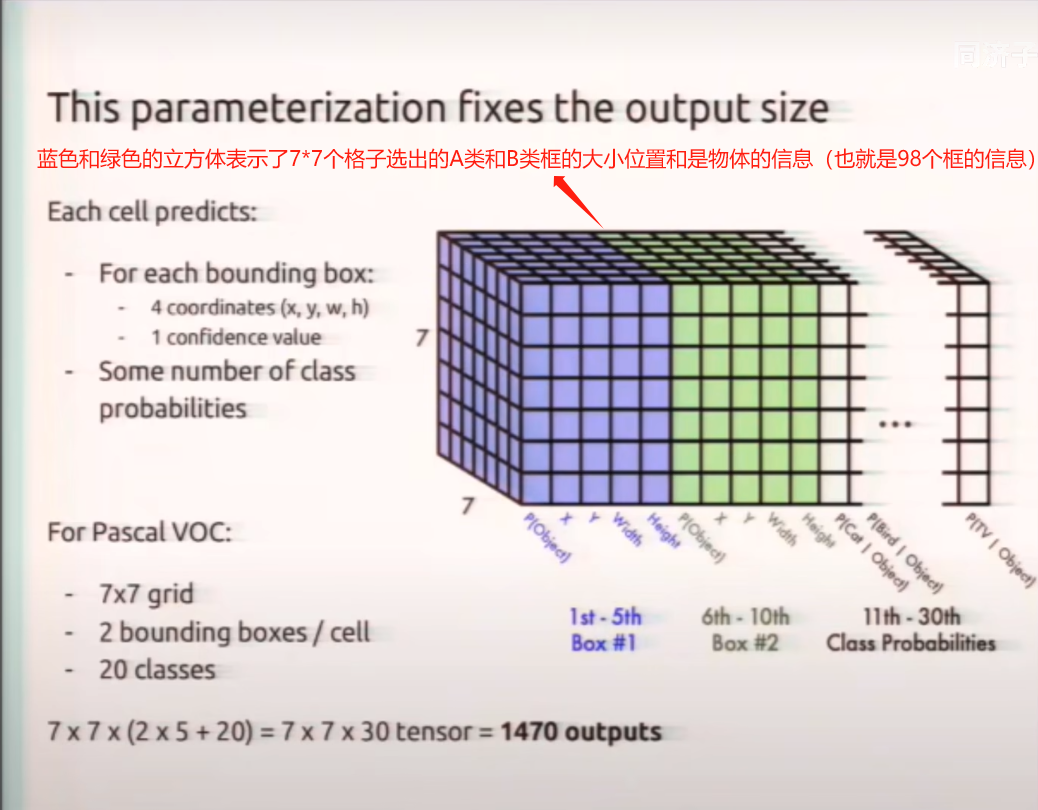 同济子
This parameterization fixes the output size
蓝色和绿色的立方体表示了7*7个格子选出的A类和B类框的大小位置和是物体的信息（也就是98个框的信息）
Each cell predicts:
- For each bounding box:
- 4 coordinates (x, y, w, h)
- 1 confidence value
- Some number of class
probabilities
7
7
...
P(Object)
X
Y
Width
Height
P(Object)
X
Y
Width
Height
P(Cat | Object)
P(Bird | Object)
P(TV | Object)
1st - 5th
Box #1
6th - 10th
Box #2
11th - 30th
Class Probabilities
For Pascal VOC:
- 7x7 grid
- 2 bounding boxes / cell
- 20 classes
7 x 7 x (2 x 5 + 20) = 7 x 7 x 30 tensor = 1470 outputs